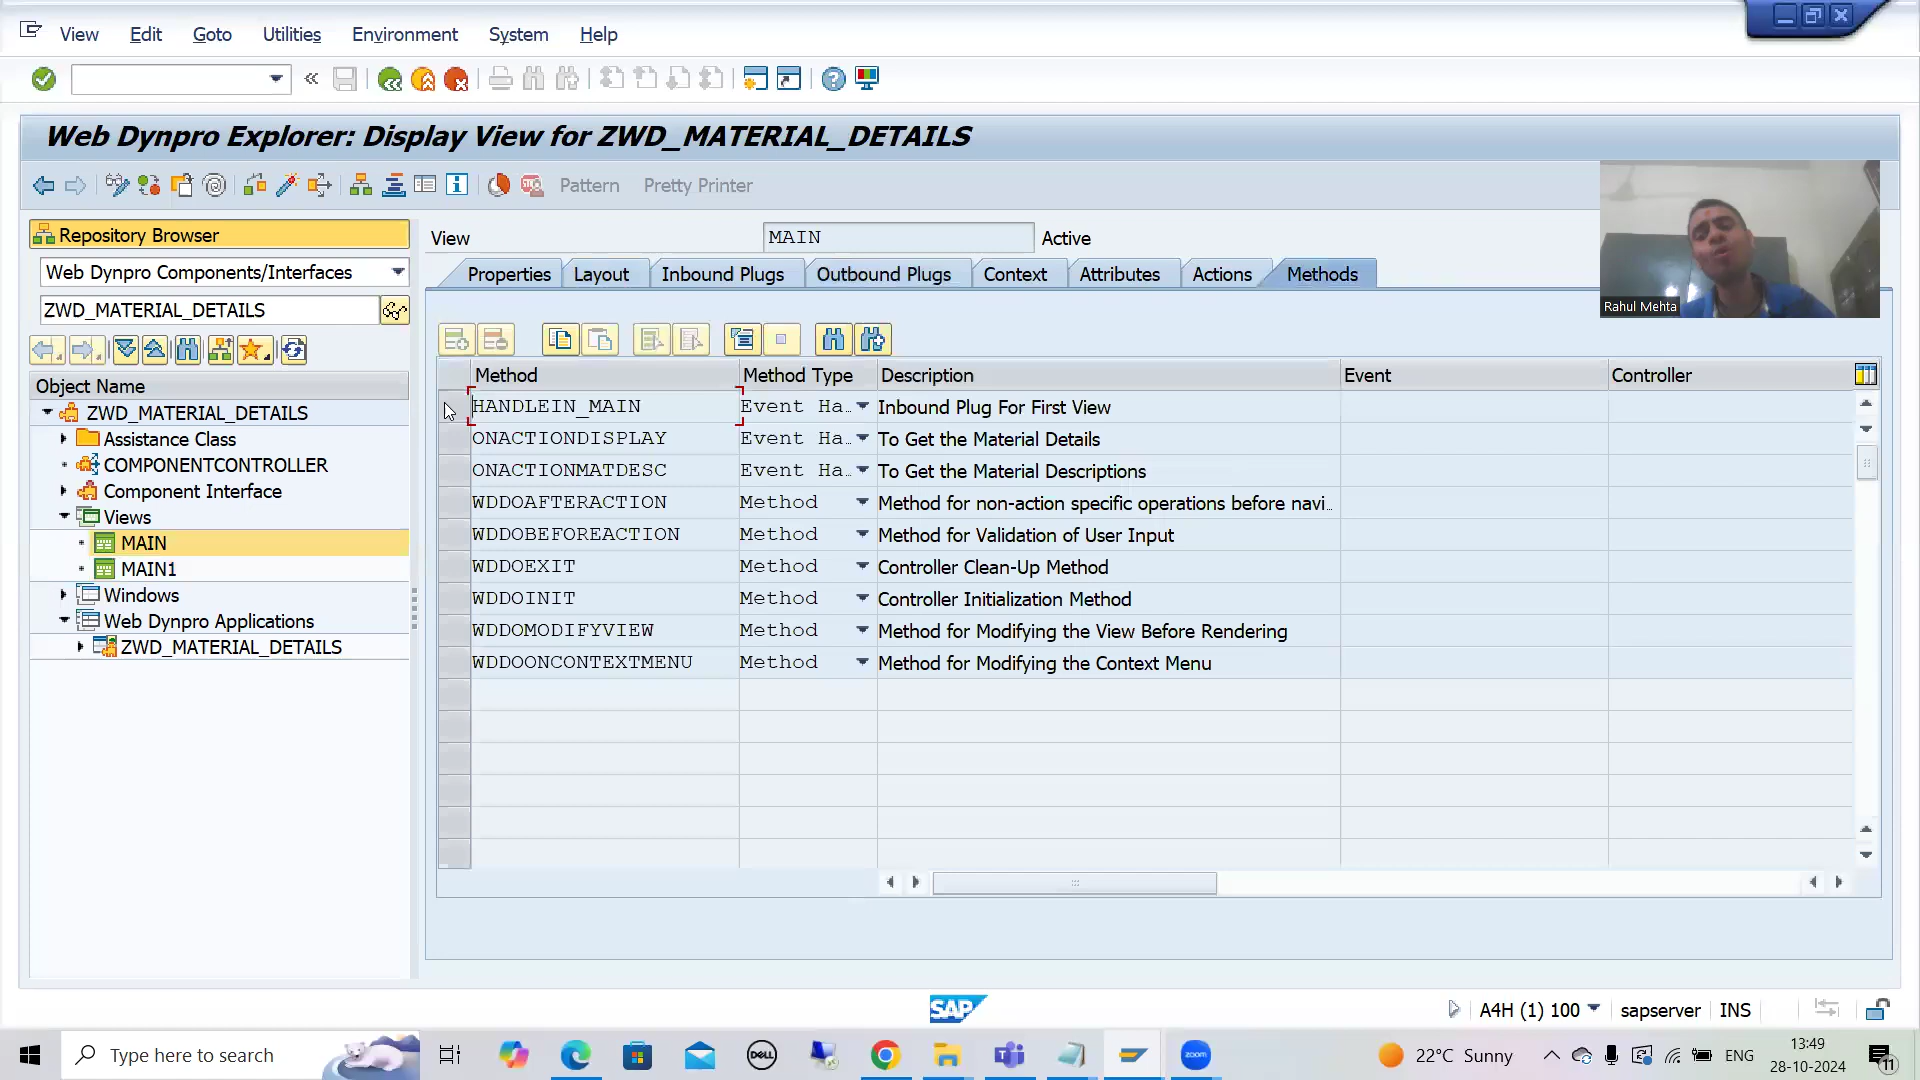 View Edit Goto Utilities Environment System Help
Web Dynpro Explorer: Display View for ZWD_MATERIAL_DETAILS
Pattern Pretty Printer
Repository Browser
Web Dynpro Components/Interfaces
ZWD_MATERIAL_DETAILS
Object Name
ZWD_MATERIAL_DETAILS
Assistance Class
COMPONENTCONTROLLER
Component Interface
Views
MAIN
MAIN1
Windows
Web Dynpro Applications
ZWD_MATERIAL_DETAILS
View MAIN Active
Properties Layout Inbound Plugs Outbound Plugs Context Attributes Actions Methods
Rahul Mehta
Method Method Type Description Event Controller
HANDLEIN_MAIN Event Ha.. Inbound Plug For First View
ONACTIONDISPLAY Event Ha.. To Get the Material Details
ONACTIONMATDESC Event Ha.. To Get the Material Descriptions
WDDOAFTERACTION Method Method for non-action specific operations before navi..
WDDOBEFOREACTION Method Method for Validation of User Input
WDDOEXIT Method Controller Clean-Up Method
WDDOINIT Method Controller Initialization Method
WDDOMODIFYVIEW Method Method for Modifying the View Before Rendering
WDDOONCONTEXTMENU Method Method for Modifying the Context Menu
SAP
A4H (1) 100 sapserver INS
Type here to search
DELL
zoom
22°C Sunny
ENG
13:49
28-10-2024
11